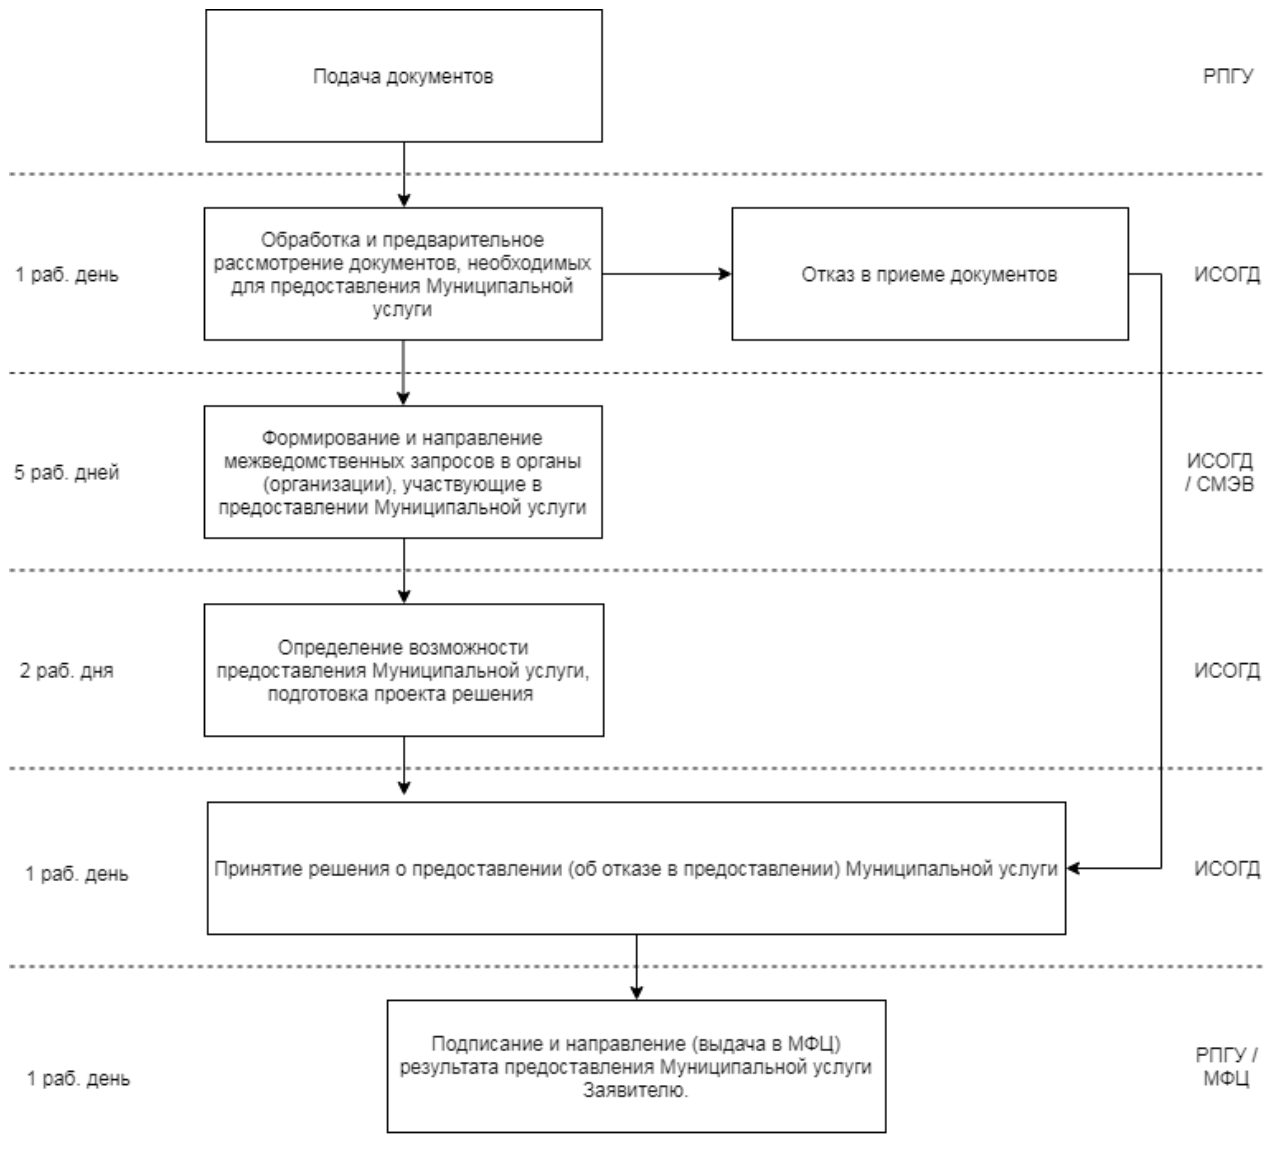 Подача документов
РПГУ
1 раб. день
Обработка и предварительное
рассмотрение документов, необходимых
для предоставления Муниципальной
услуги
Отказ в приеме документов
ИСОГД
5 раб. дней
Формирование и направление
межведомственных запросов в органы
(организации), участвующие в
предоставлении Муниципальной услуги
ИСОГД
/ СМЭВ
2 раб. дня
Определение возможности
предоставления Муниципальной услуги,
подготовка проекта решения
ИСОГД
1 раб. день
Принятие решения о предоставлении (об отказе в предоставлении) Муниципальной услуги
ИСОГД
1 раб. день
Подписание и направление (выдача в МФЦ)
результата предоставления Муниципальной услуги
Заявителю.
РПГУ /
МФЦ